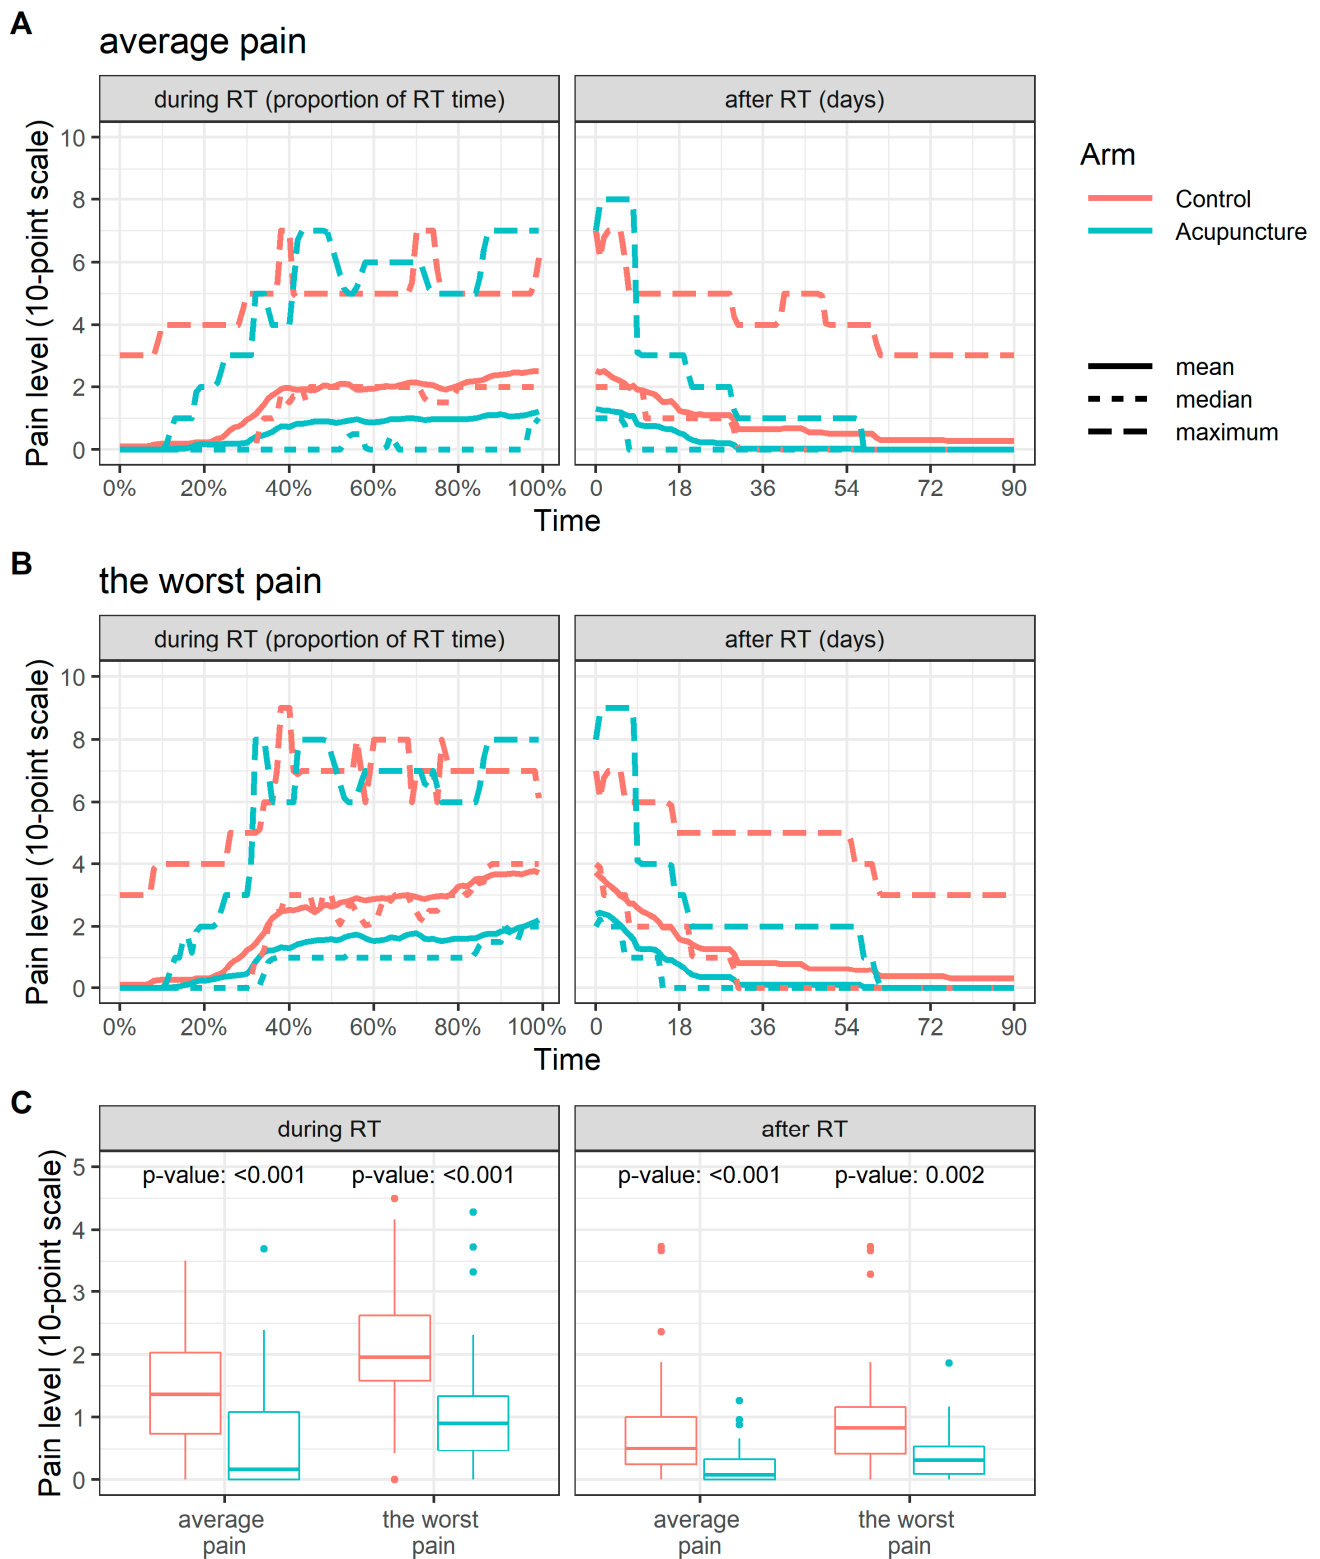 A
average pain
during RT (proportion of RT time)
after RT (days)
Pain level (10-point scale)
10
8
6
4
2
0
0% 20% 40% 60% 80% 100%
0 18 36 54 72 90
Time
Arm
Control
Acupuncture
mean
median
maximum
B
the worst pain
during RT (proportion of RT time)
after RT (days)
Pain level (10-point scale)
10
8
6
4
2
0
0% 20% 40% 60% 80% 100%
0 18 36 54 72 90
Time
C
during RT
after RT
Pain level (10-point scale)
5
4
3
2
1
0
p-value: <0.001
p-value: <0.001
p-value: <0.001
p-value: 0.002
average
pain
the worst
pain
average
pain
the worst
pain